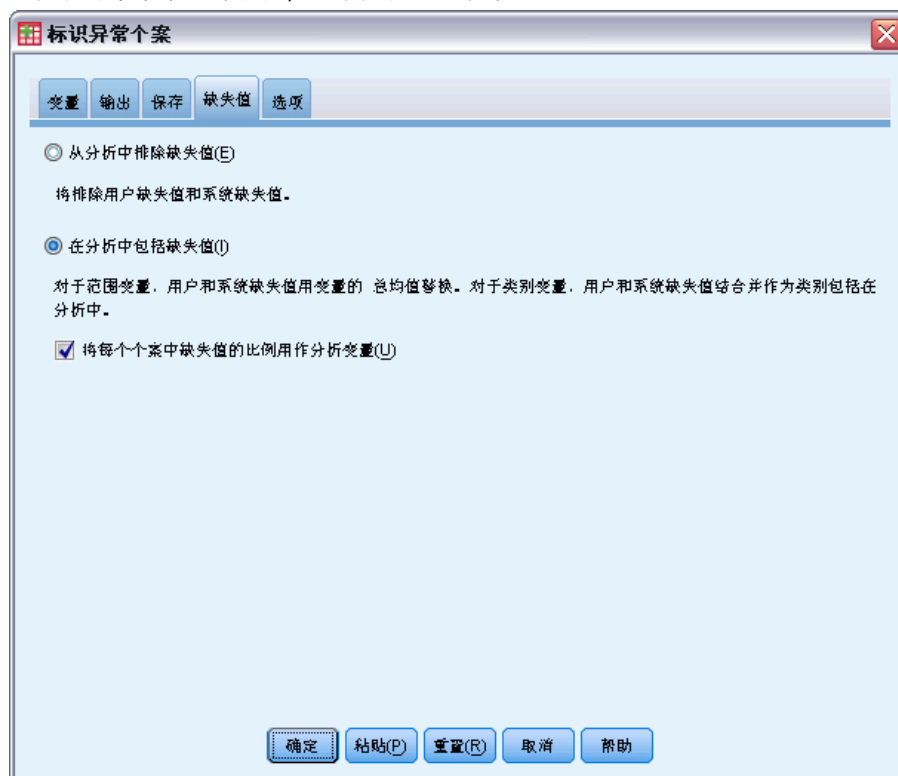 标识异常个案
变量 输出 保存 缺失值 选项
从分析中排除缺失值(E)
将排除用户缺失值和系统缺失值。
在分析中包括缺失值(I)
对于范围变量，用户和系统缺失值用变量的 总均值替换。对于类别变量，用户和系统缺失值结合并作为类别包括在
分析中。
将每个个案中缺失值的比例用作分析变量(U)
确定 粘贴(P) 重置(R) 取消 帮助